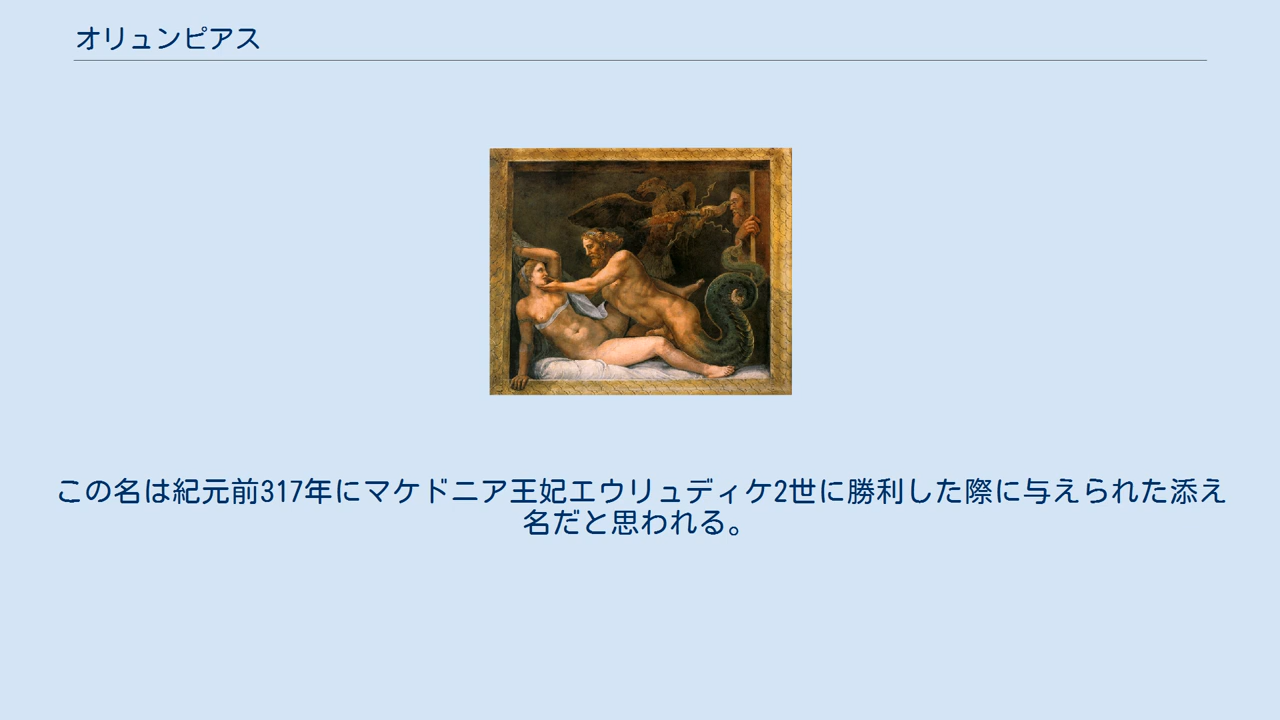 オリュンピアス
この名は紀元前317年にマケドニア王妃エウリュディケ2世に勝利した際に与えられた添え
名だと思われる。